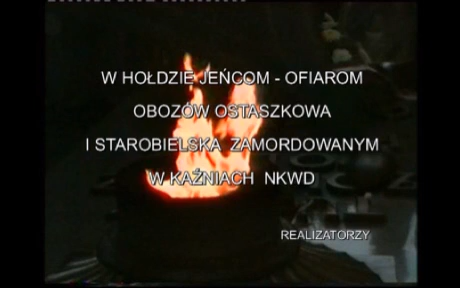 W HOŁDZIE JEŃCOM - OFIAROM
OBOZÓW OSTASZKOWA
I STAROBIELSKA ZAMORDOWANYM
W KAŹNIACH NKWD
REALIZATORZY